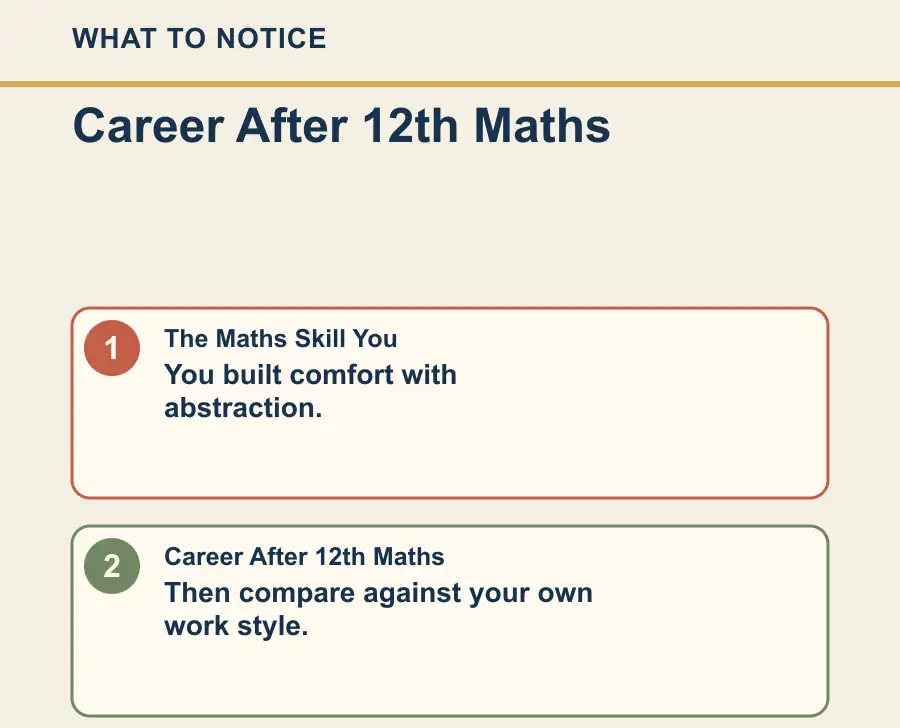 WHAT TO NOTICE
Career After 12th Maths
1
The Maths Skill You
You built comfort with
abstraction.
2
Career After 12th Maths
Then compare against your own
work style.